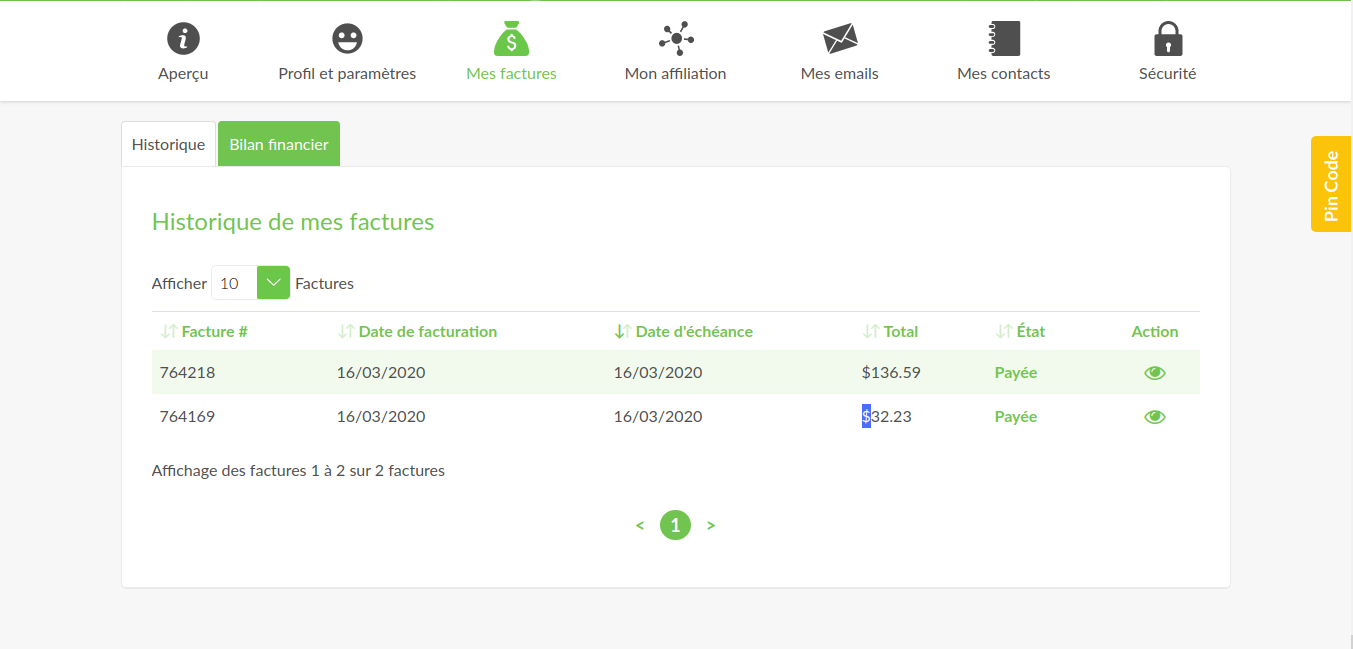 Aperçu Profil et paramètres Mes factures Mon affiliation Mes emails Mes contacts Sécurité
Historique Bilan financier
Pin Code
Historique de mes factures
Afficher 10 Factures
Facture # Date de facturation Date d'échéance Total État Action
764218 16/03/2020 16/03/2020 $136.59 Payée
764169 16/03/2020 16/03/2020 $32.23 Payée
Affichage des factures 1 à 2 sur 2 factures
< 1 >